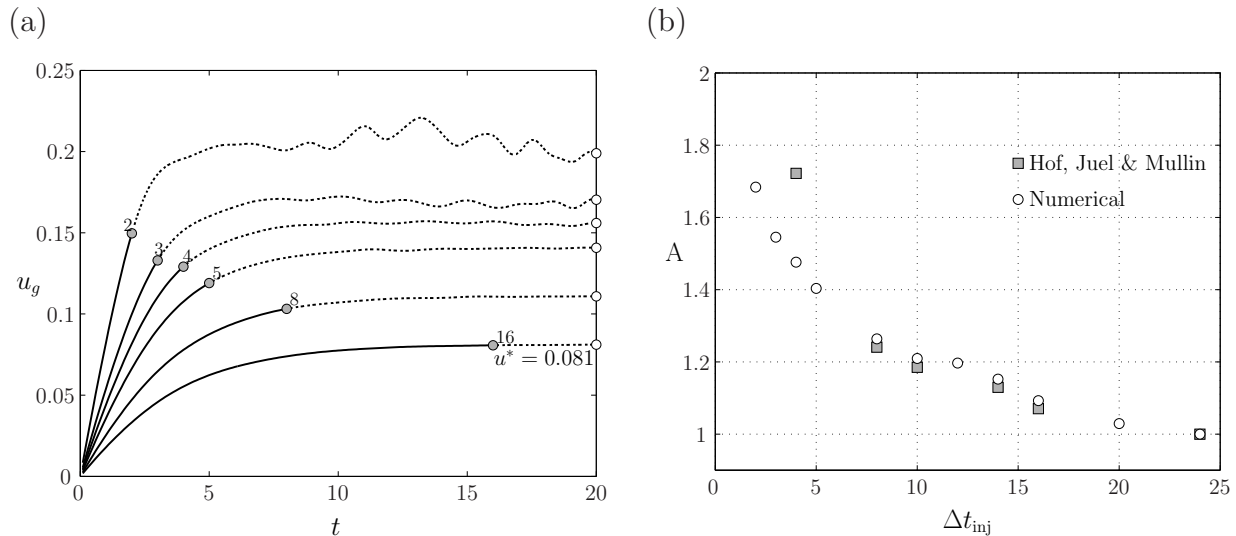 (a)
0.25
0.2
0.15
0.1
0.05
0
u_g
2
3
4
5
8
16
u* = 0.081
0 5 10 15 20
t
(b)
2
1.8
1.6
1.4
1.2
1
A
Hof, Juel & Mullin
Numerical
0 5 10 15 20 25
Δt_inj